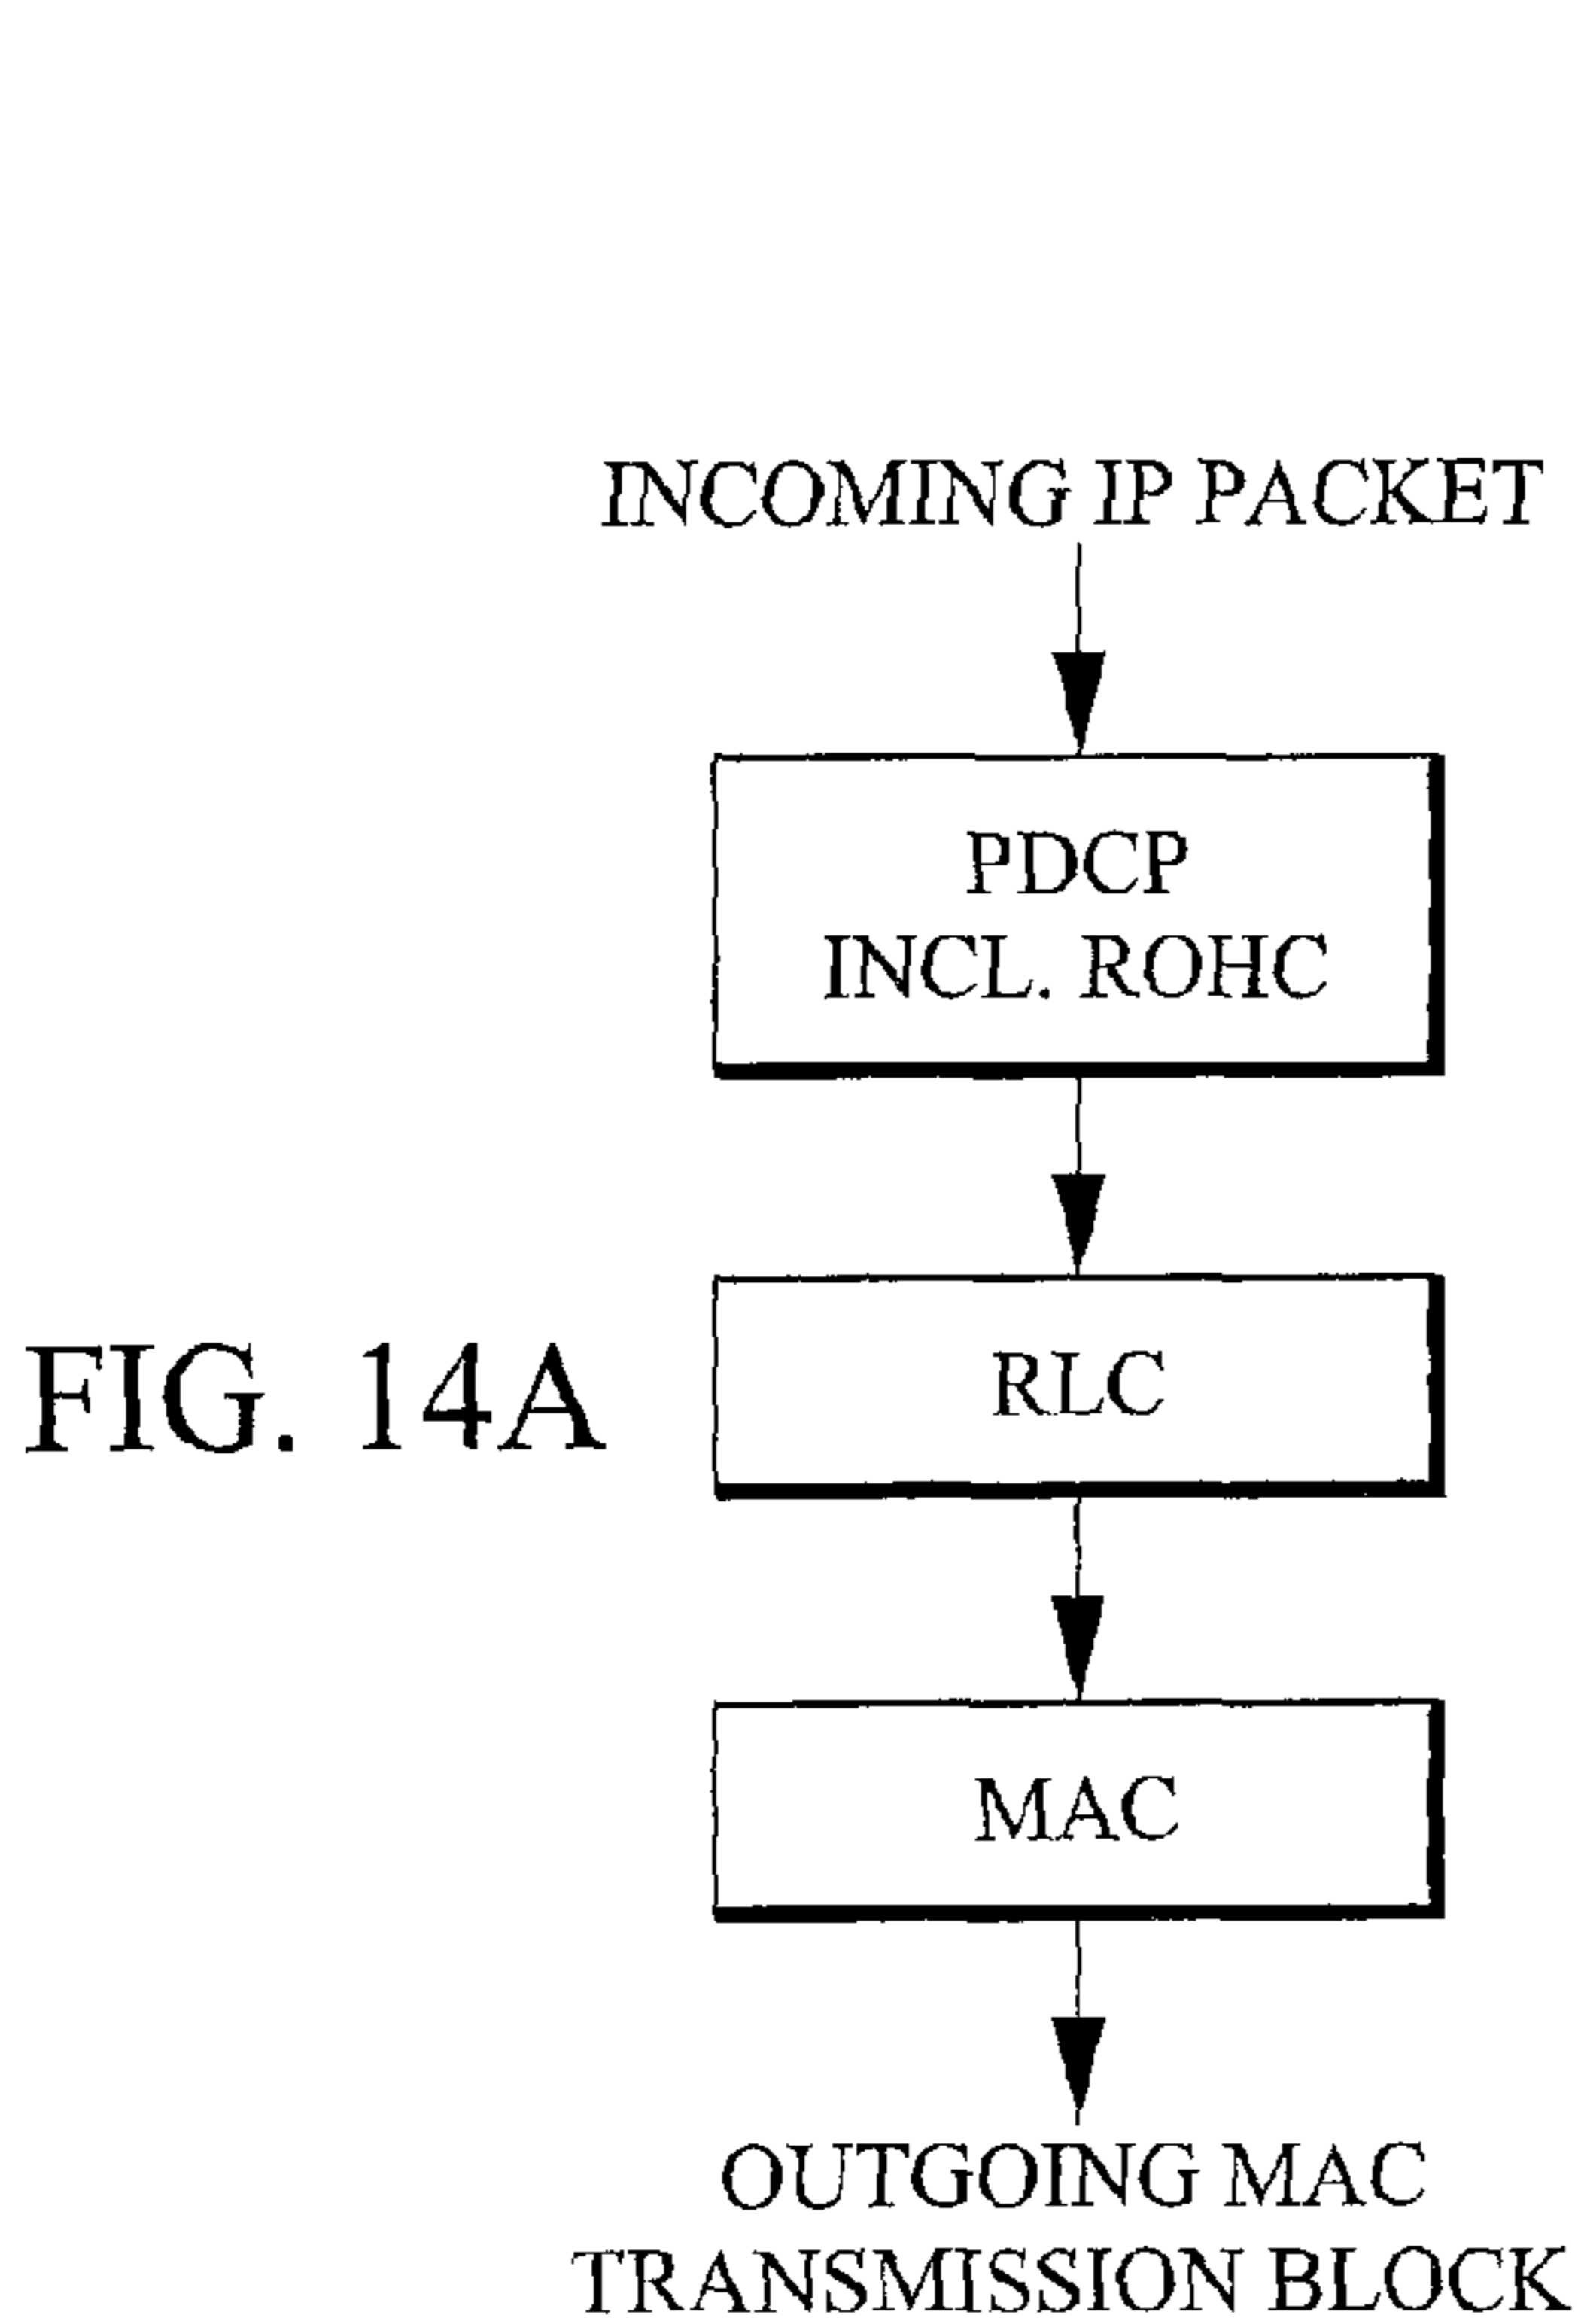 INCOMING IP PACKET
PDCP
INCL. ROHC
FIG. 14A
RLC
MAC
OUTGOING MAC
TRANSMISSION BLOCK